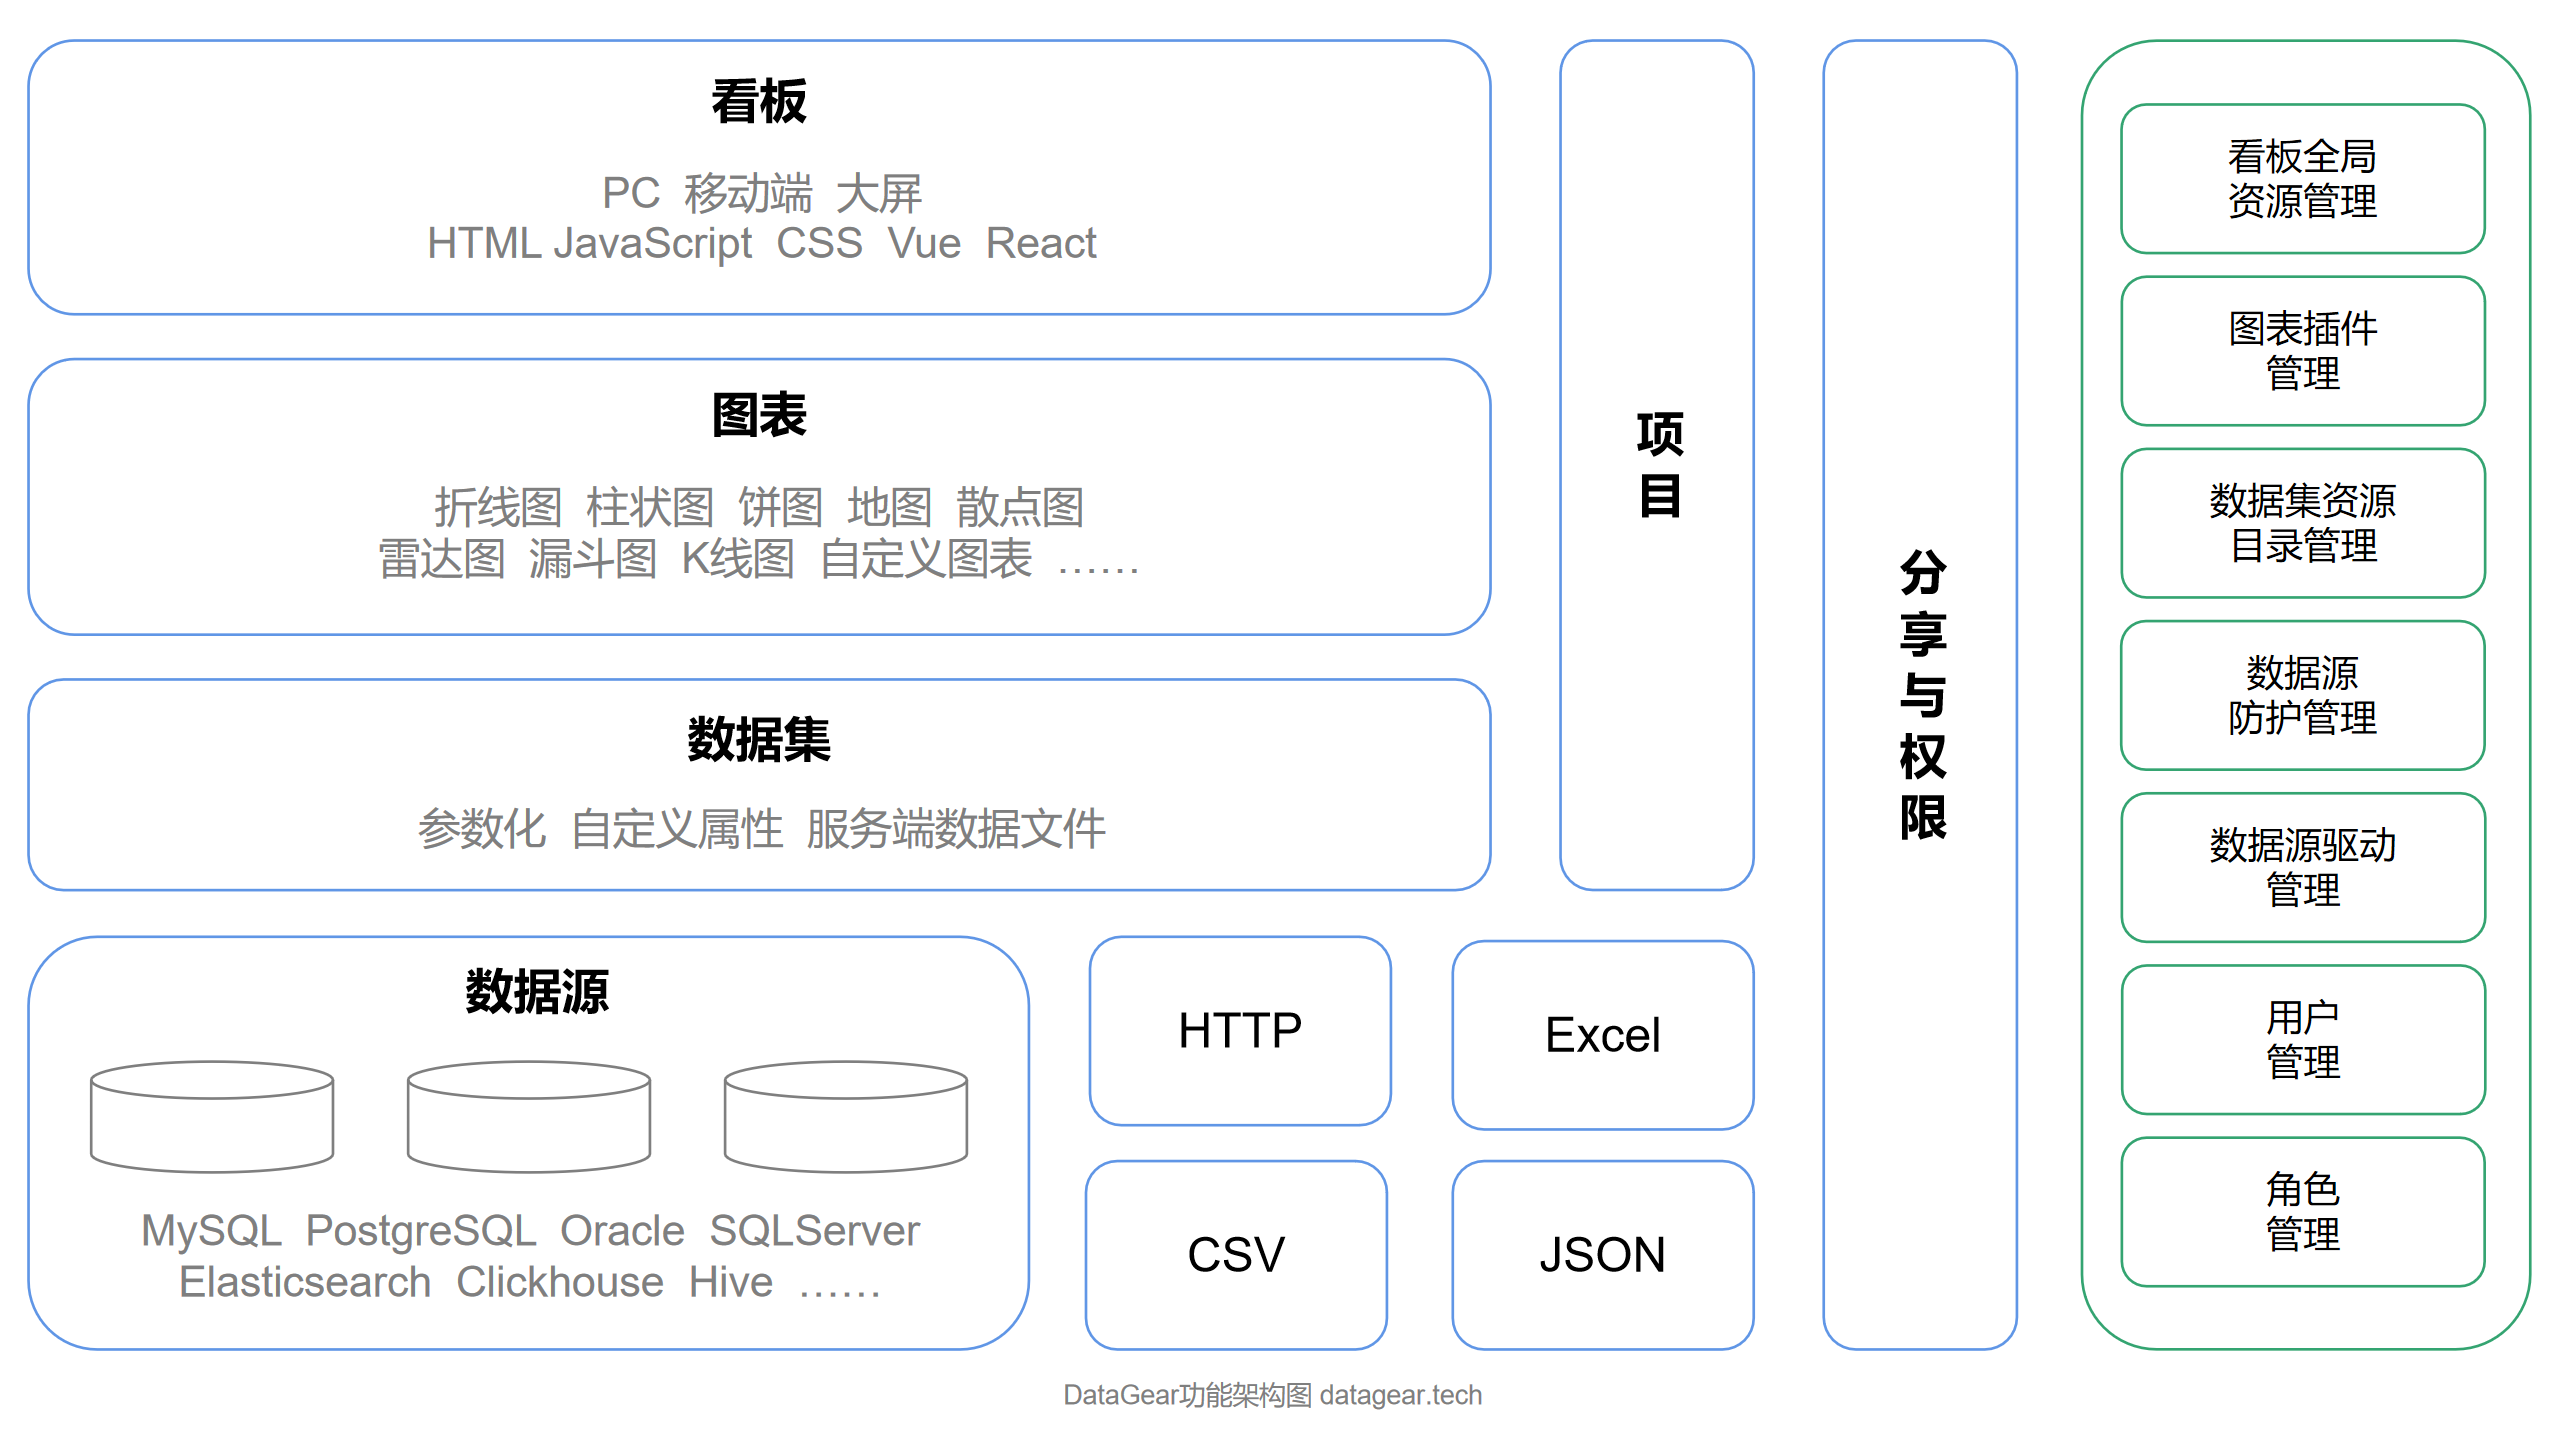 看板
PC 移动端 大屏
HTML JavaScript CSS Vue React
图表
折线图 柱状图 饼图 地图 散点图
雷达图 漏斗图 K线图 自定义图表 ……
数据集
参数化 自定义属性 服务端数据文件
数据源
MySQL PostgreSQL Oracle SQLServer
Elasticsearch Clickhouse Hive ……
HTTP
Excel
CSV
JSON
项
目
分
享
与
权
限
看板全局
资源管理
图表插件
管理
数据集资源
目录管理
数据源
防护管理
数据源驱动
管理
用户
管理
角色
管理
DataGear功能架构图 datagear.tech